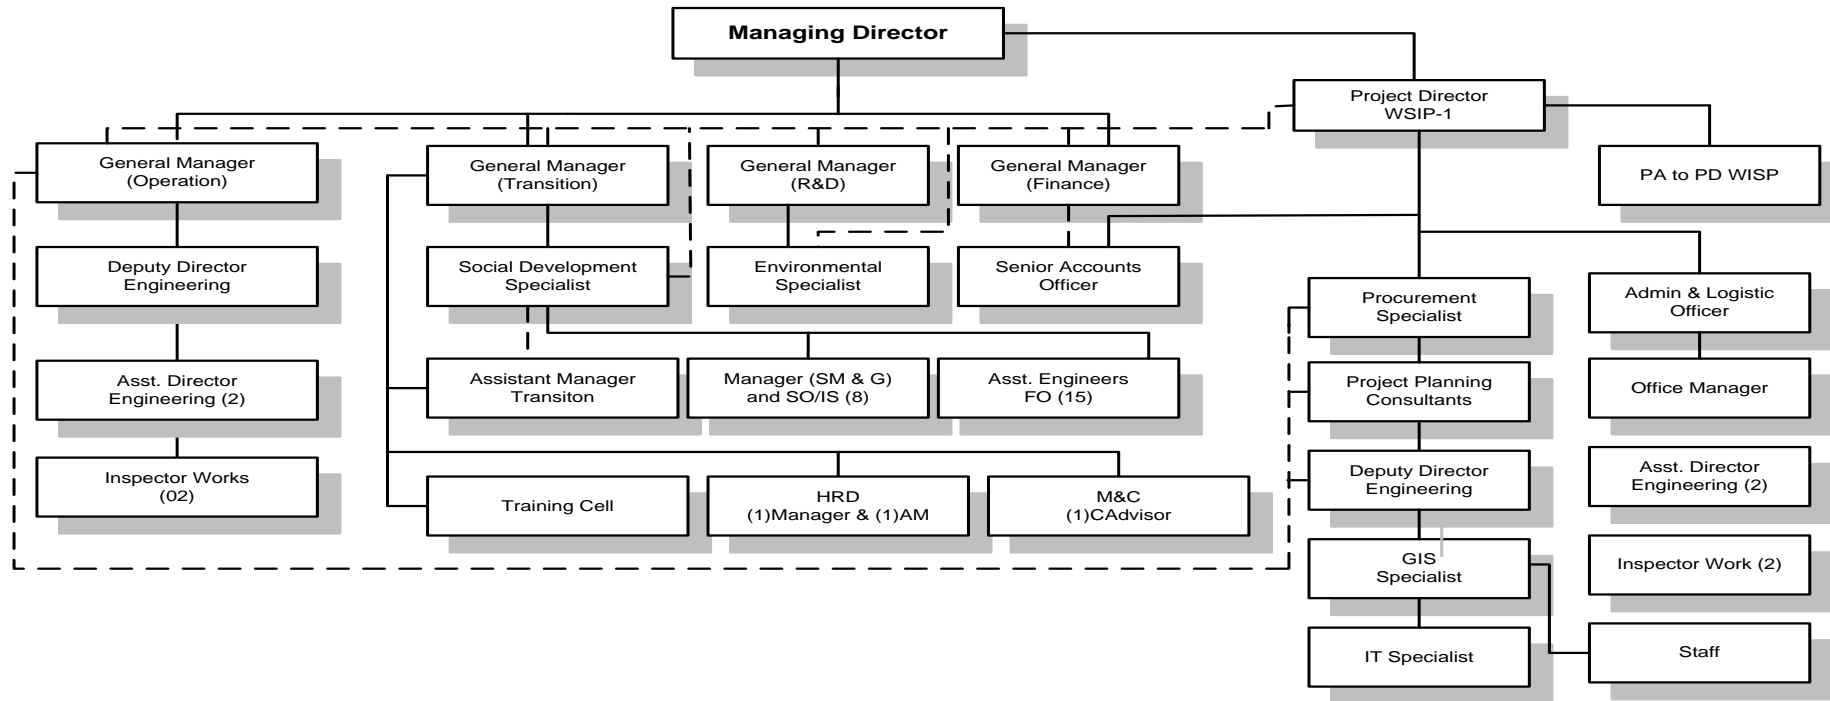 Managing Director
Project Director
WSIP-1
General Manager
(Operation)
General Manager
(Transition)
General Manager
(R&D)
General Manager
(Finance)
PA to PD WISP
Deputy Director
Engineering
Social Development
Specialist
Environmental
Specialist
Senior Accounts
Officer
Procurement
Specialist
Admin & Logistic
Officer
Asst. Director
Engineering (2)
Assistant Manager
Transiton
Manager (SM & G)
and SO/IS (8)
Asst. Engineers
FO (15)
Project Planning
Consultants
Office Manager
Inspector Works
(02)
Training Cell
HRD
(1)Manager & (1)AM
M&C
(1)CAdvisor
Deputy Director
Engineering
Asst. Director
Engineering (2)
GIS
Specialist
Inspector Work (2)
IT Specialist
Staff